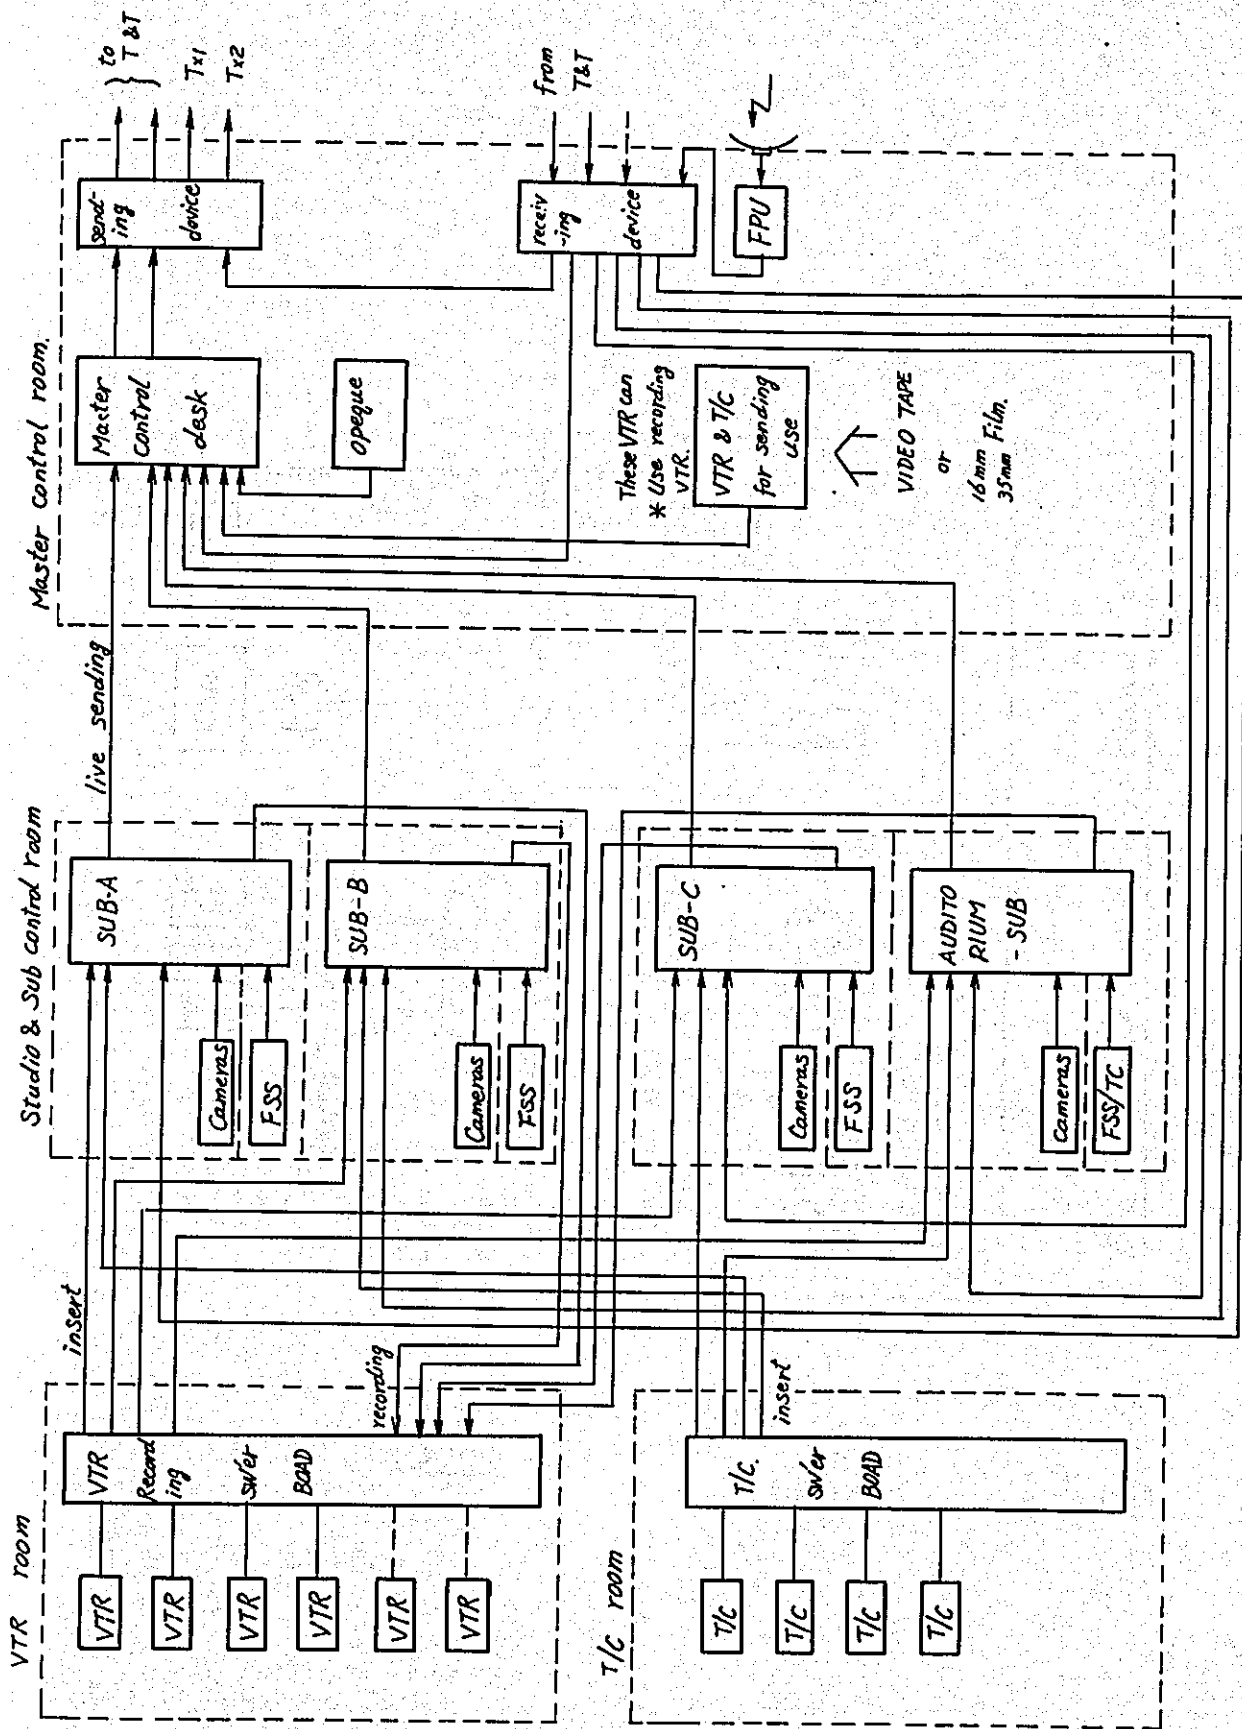 VTR room
VTR
VTR
VTR
VTR
VTR
VTR
VTR
Record
ing
sw'er
BOAD
insert
recording
T/C room
T/C
T/C
T/C
T/C
T/C.
sw'er
BOAD
insert
Studio & Sub control room
SUB-A
Cameras
FSS
SUB-B
Cameras
FSS
SUB-C
Cameras
FSS
AUDITO
RIUM
-SUB
Cameras
FSS/TC
live sending
Master control room.
Master
control
desk
opeque
These VTR can
* Use recording
VTR.
VTR & T/C
for sending
use
VIDEO TAPE
or
16mm Film.
35mm
send-
ing
device
to
T&T
Tx1
Tx2
receiv
-ing
device
from
T&T
FPU